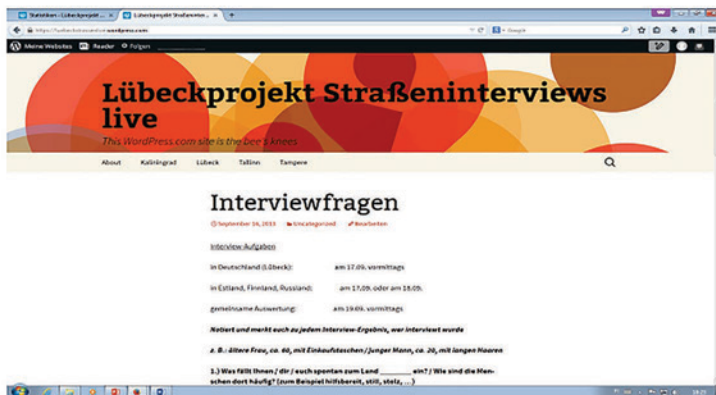 Statistiken ‹ Lübeckprojekt ...
Lübeckprojekt Straßeninter...
wordpress.com
Google
Meine Websites Reader Folgen
Lübeckprojekt Straßeninterviews
live
This WordPress.com site is the bee's knees
About Kaliningrad Lübeck Tallinn Tampere
Interviewfragen
September 16, 2013 Uncategorized Bearbeiten
Interview-Aufgaben
in Deutschland (Lübeck): am 17.09. vormittags
in Estland, Finnland, Russland: am 17.09. oder am 18.09.
gemeinsame Auswertung: am 19.09. vormittags
Notiert und merkt euch zu jedem Interview-Ergebnis, wer interviewt wurde
z. B.: ältere Frau, ca. 60, mit Einkaufstaschen / junger Mann, ca. 20, mit langen Haaren
1.) Was fällt Ihnen / dir / euch spontan zum Land ________ ein? / Wie sind die Men-
schen dort häufig? (zum Beispiel hilfsbereit, still, stolz, ...)